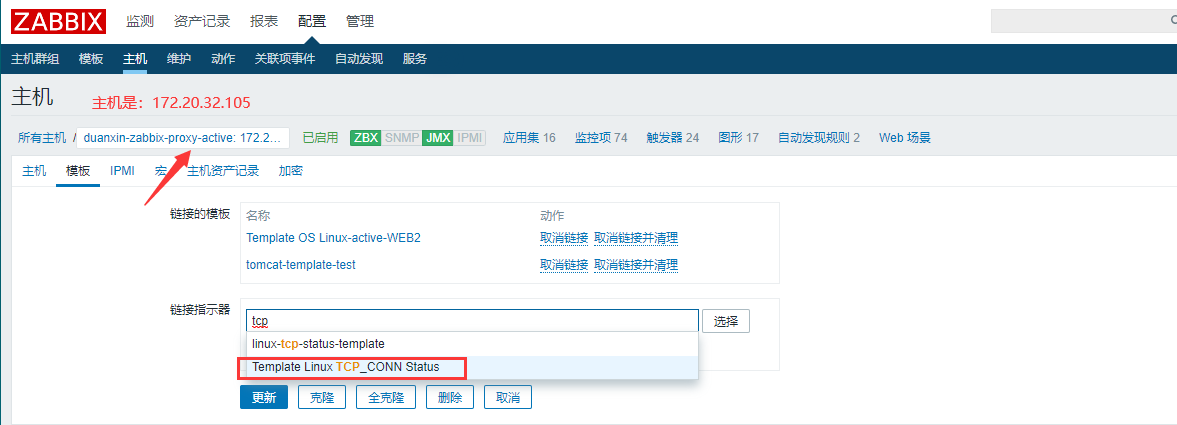 ZABBIX 监测 资产记录 报表 配置 管理
主机群组 模板 主机 维护 动作 关联项事件 自动发现 服务
主机 主机是：172.20.32.105
所有主机 / duanxin-zabbix-proxy-active: 172.2... 已启用 ZBX SNMP JMX IPMI 应用集 16 监控项 74 触发器 24 图形 17 自动发现规则 2 Web 场景
主机 模板 IPMI 宏 主机资产记录 加密
链接的模板 名称 动作
Template OS Linux-active-WEB2 取消链接 取消链接并清理
tomcat-template-test 取消链接 取消链接并清理
链接指示器 tcp 选择
linux-tcp-status-template
Template Linux TCP_CONN Status
更新 克隆 全克隆 删除 取消